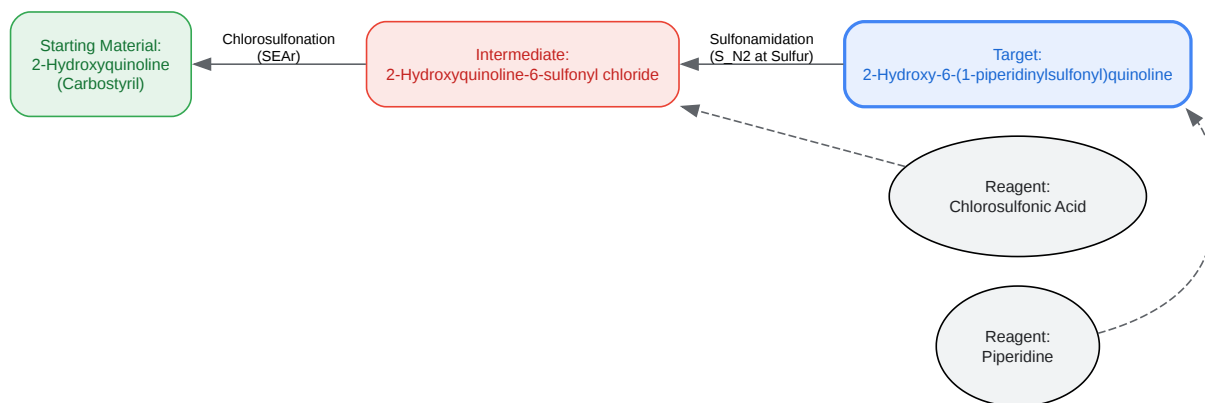 Starting Material:
2-Hydroxyquinoline
(Carbostyril)
Chlorosulfonation
(SEAr)
Intermediate:
2-Hydroxyquinoline-6-sulfonyl chloride
Sulfonamidation
(S_N2 at Sulfur)
Target:
2-Hydroxy-6-(1-piperidinylsulfonyl)quinoline
Reagent:
Chlorosulfonic Acid
Reagent:
Piperidine